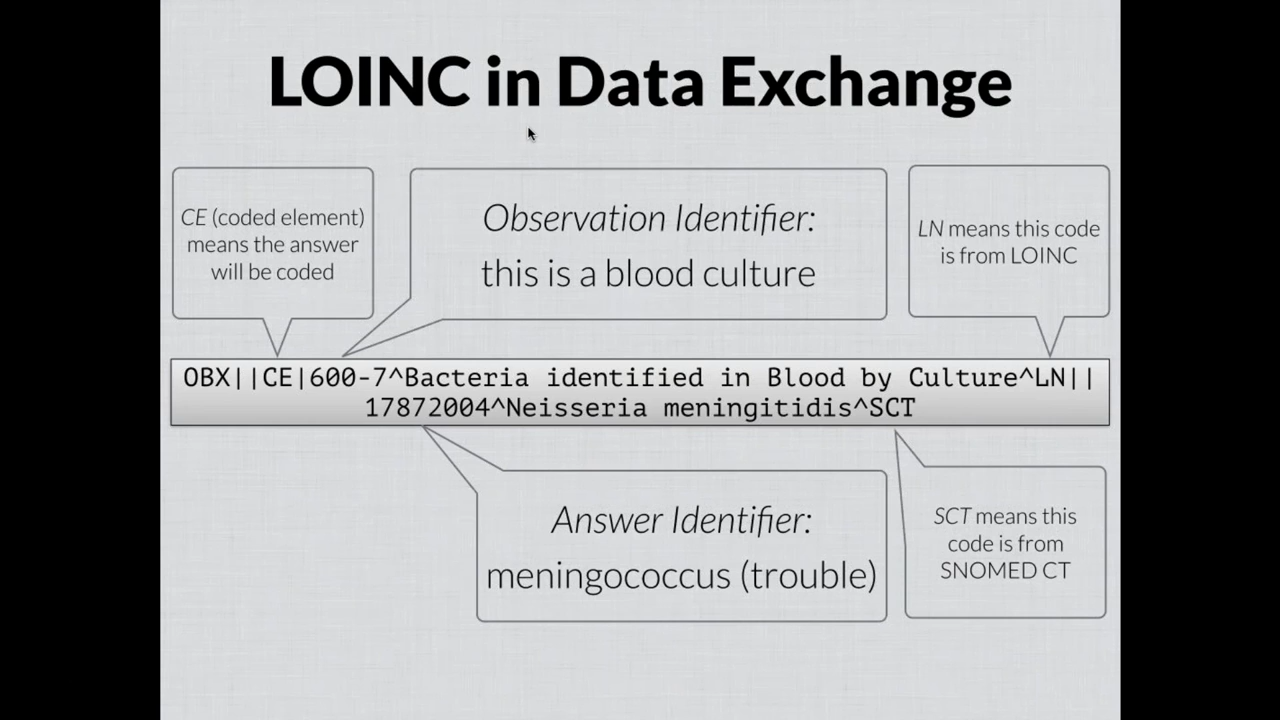 LOINC in Data Exchange
CE (coded element)
means the answer
will be coded
Observation Identifier:
this is a blood culture
LN means this code
is from LOINC
OBX||CE|600-7^Bacteria identified in Blood by Culture^LN||
17872004^Neisseria meningitidis^SCT
Answer Identifier:
meningococcus (trouble)
SCT means this
code is from
SNOMED CT